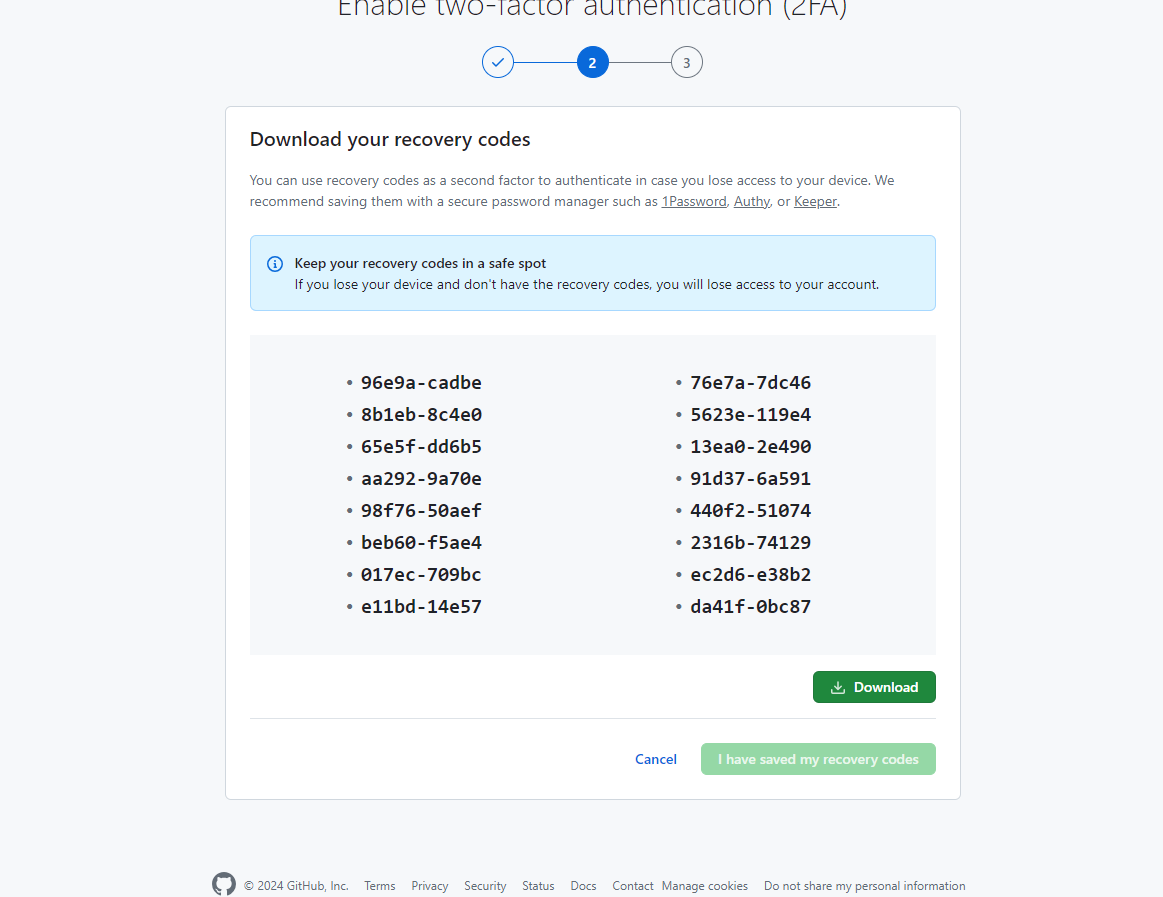 Enable two-factor authentication (2FA)
2
3
Download your recovery codes
You can use recovery codes as a second factor to authenticate in case you lose access to your device. We
recommend saving them with a secure password manager such as 1Password, Authy, or Keeper.
Keep your recovery codes in a safe spot
If you lose your device and don't have the recovery codes, you will lose access to your account.
• 96e9a-cadbe • 76e7a-7dc46
• 8b1eb-8c4e0 • 5623e-119e4
• 65e5f-dd6b5 • 13ea0-2e490
• aa292-9a70e • 91d37-6a591
• 98f76-50aef • 440f2-51074
• beb60-f5ae4 • 2316b-74129
• 017ec-709bc • ec2d6-e38b2
• e11bd-14e57 • da41f-0bc87
Download
Cancel I have saved my recovery codes
© 2024 GitHub, Inc. Terms Privacy Security Status Docs Contact Manage cookies Do not share my personal information